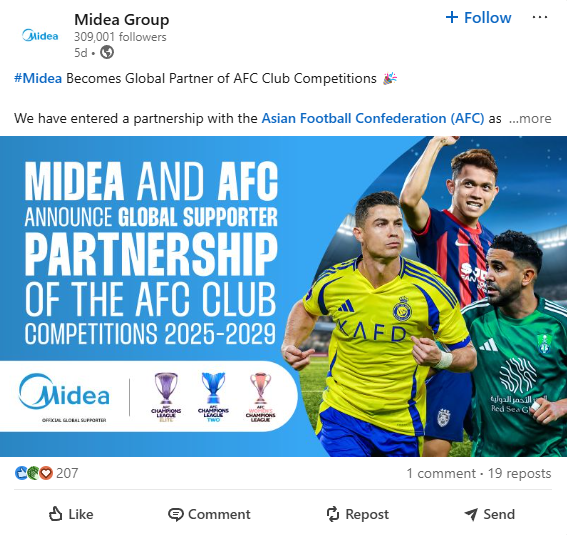 Midea
Midea Group
309,001 followers
5d •
+ Follow
#Midea Becomes Global Partner of AFC Club Competitions
We have entered a partnership with the Asian Football Confederation (AFC) as ...more
MIDEA AND AFC
ANNOUNCE GLOBAL SUPPORTER
PARTNERSHIP
OF THE AFC CLUB
COMPETITIONS 2025-2029
Midea
OFFICIAL GLOBAL SUPPORTER
AFC
CHAMPIONS
LEAGUE
ELITE
AFC
CHAMPIONS
LEAGUE
TWO
AFC
WOMEN'S
CHAMPIONS
LEAGUE
KAFD
Red Sea G
207
1 comment · 19 reposts
Like
Comment
Repost
Send